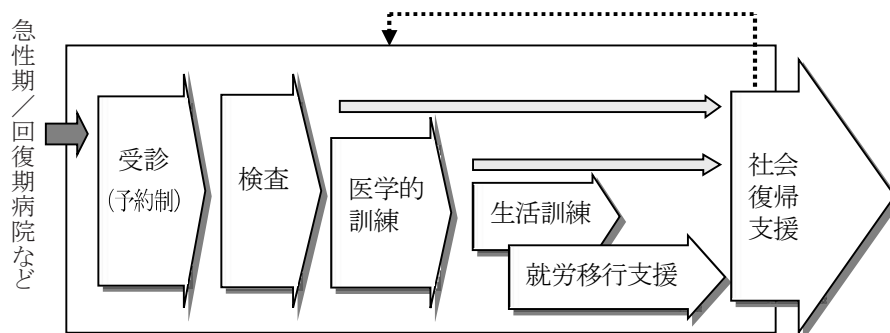 急性期／回復期病院など
受診
(予約制)
検査
医学的
訓練
生活訓練
就労移行支援
社会
復帰
支援